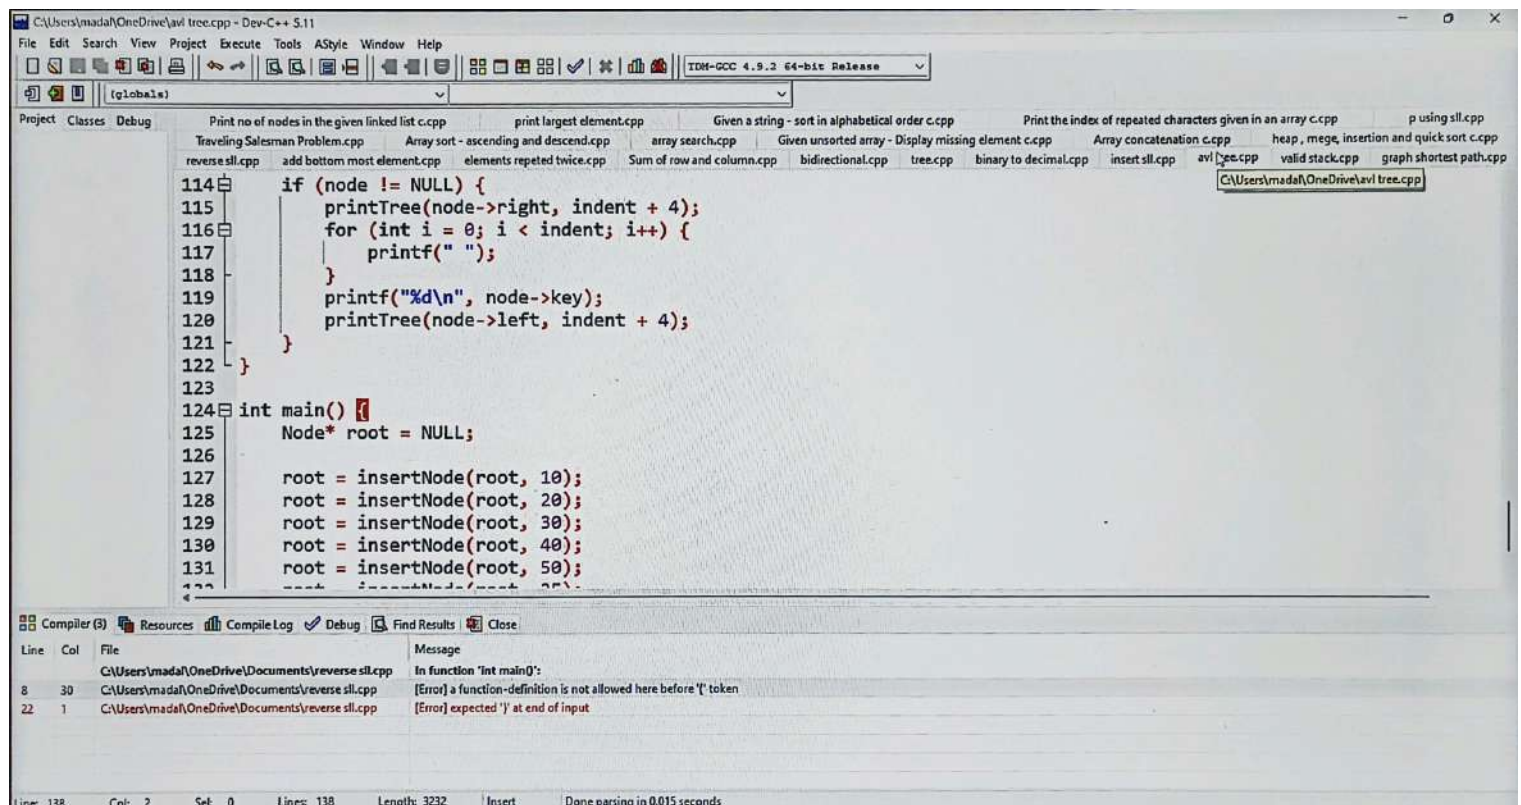 C:\Users\madal\OneDrive\avl tree.cpp - Dev-C++ 5.11
File Edit Search View Project Execute Tools AStyle Window Help
TDM-GCC 4.9.2 64-bit Release
(globals)
Project Classes Debug
Print no of nodes in the given linked list c.cpp print largest element.cpp Given a string - sort in alphabetical order c.cpp Print the index of repeated characters given in an array c.cpp p using sll.cpp
Traveling Salesman Problem.cpp Array sort - ascending and descend.cpp array search.cpp Given unsorted array - Display missing element c.cpp Array concatenation c.cpp heap , mege, insertion and quick sort c.cpp
reverse sll.cpp add bottom most element.cpp elements repeted twice.cpp Sum of row and column.cpp bidirectional.cpp tree.cpp binary to decimal.cpp insert sll.cpp avl tree.cpp valid stack.cpp graph shortest path.cpp
C:\Users\madal\OneDrive\avl tree.cpp
114 if (node != NULL) {
115 printTree(node->right, indent + 4);
116 for (int i = 0; i < indent; i++) {
117 printf(" ");
118 }
119 printf("%d\n", node->key);
120 printTree(node->left, indent + 4);
121 }
122 }
123
124 int main() {
125 Node* root = NULL;
126
127 root = insertNode(root, 10);
128 root = insertNode(root, 20);
129 root = insertNode(root, 30);
130 root = insertNode(root, 40);
131 root = insertNode(root, 50);
Compiler (3) Resources Compile Log Debug Find Results Close
Line Col File Message
C:\Users\madal\OneDrive\Documents\reverse sll.cpp In function 'int main()':
8 30 C:\Users\madal\OneDrive\Documents\reverse sll.cpp [Error] a function-definition is not allowed here before '{' token
22 1 C:\Users\madal\OneDrive\Documents\reverse sll.cpp [Error] expected '}' at end of input
Line: 138 Col: 2 Sel: 0 Lines: 138 Length: 3232 Insert Done parsing in 0.015 seconds